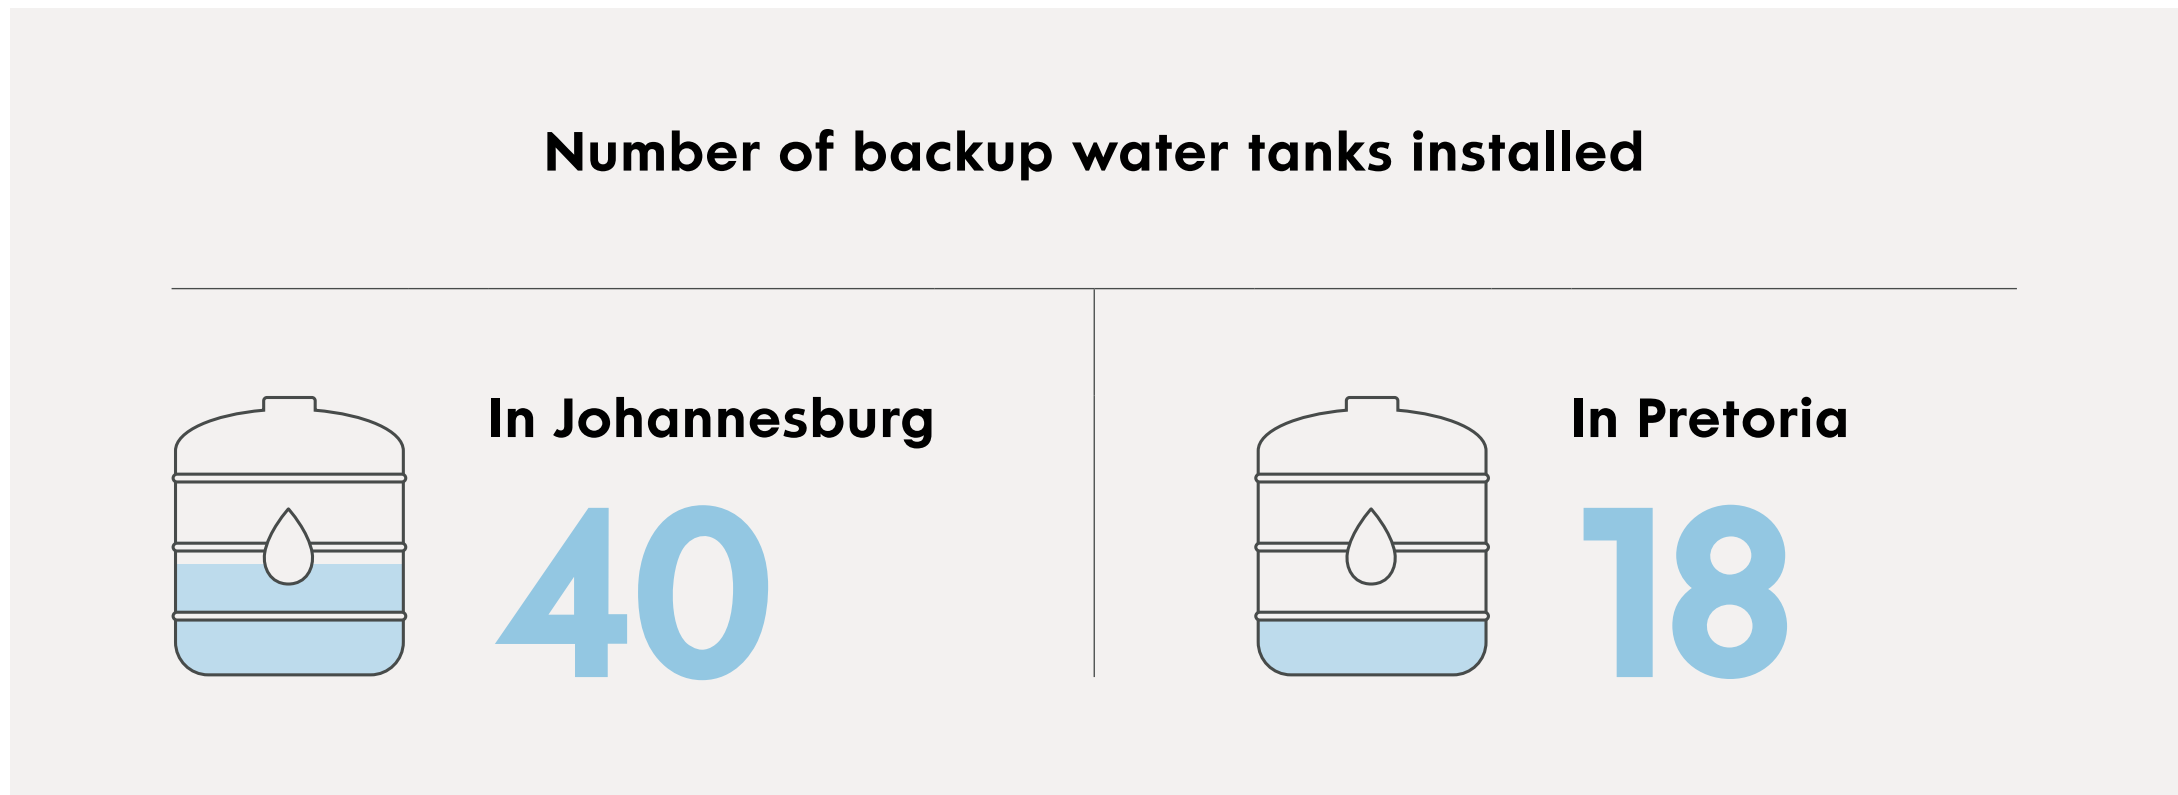 Number of backup water tanks installed
In Johannesburg
40
In Pretoria
18